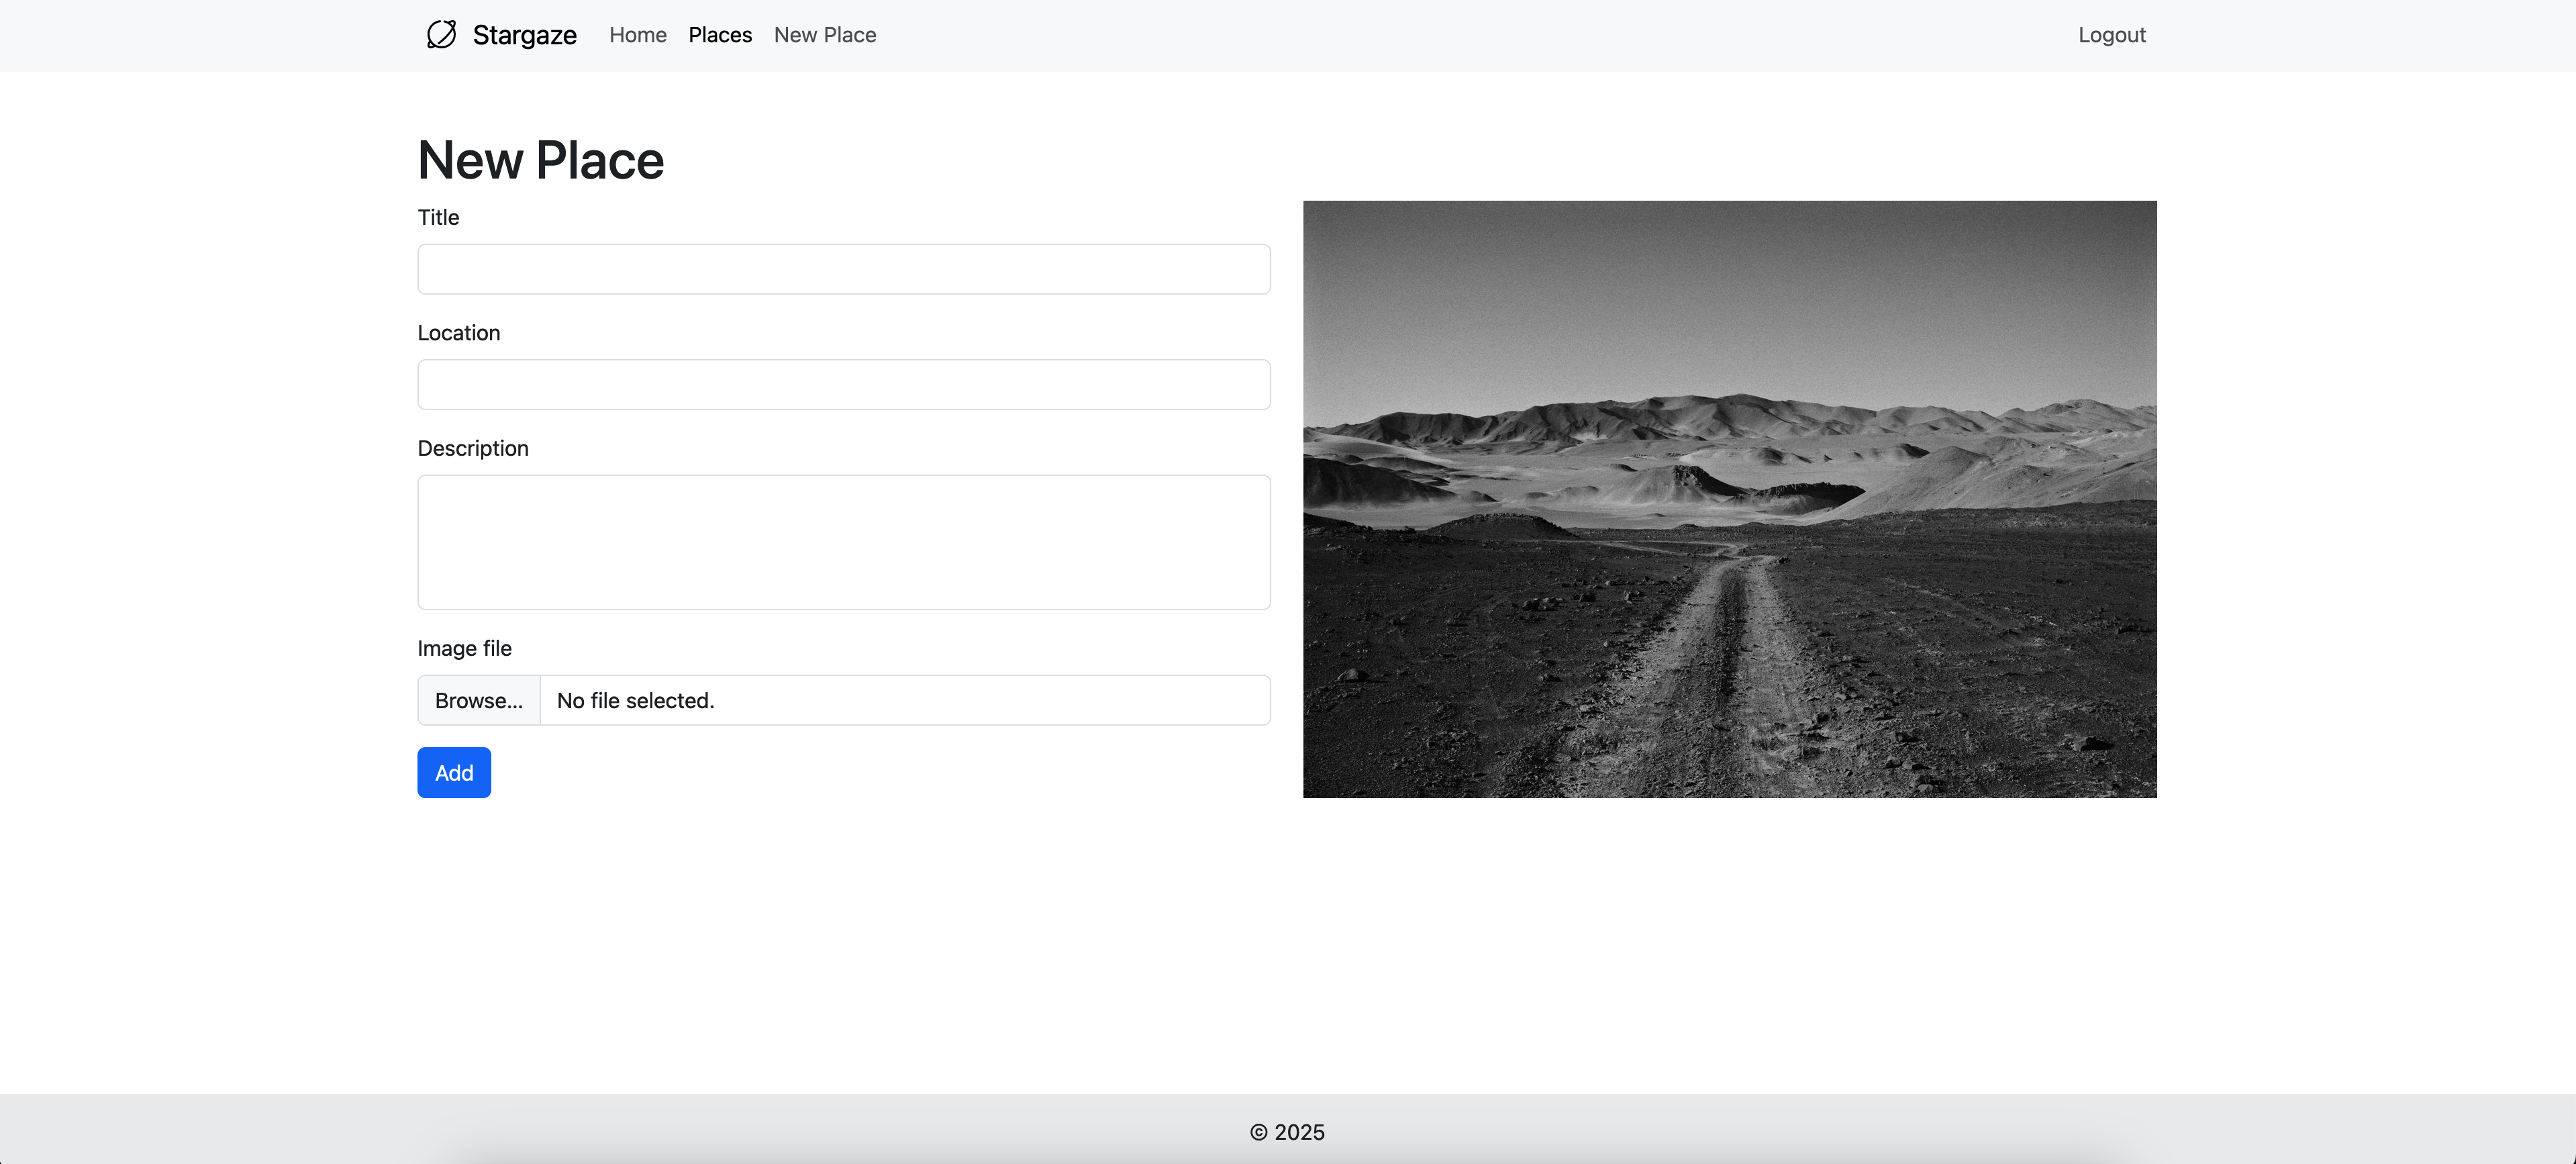 Stargaze Home Places New Place Logout
New Place
Title
Location
Description
Image file
Browse... No file selected.
Add
© 2025